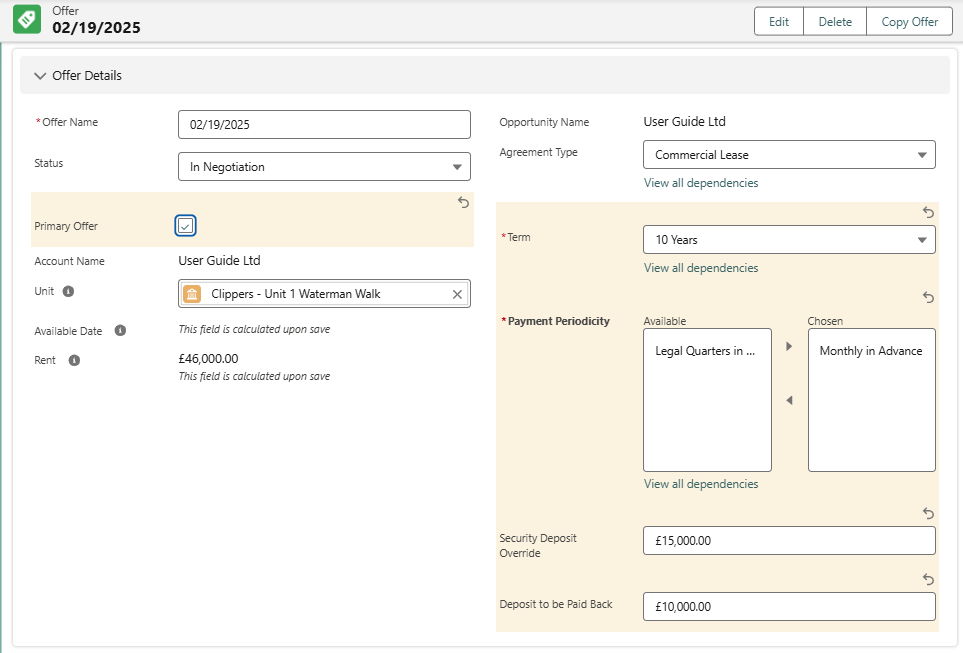 Offer
02/19/2025
Edit
Delete
Copy Offer
Offer Details
*Offer Name
02/19/2025
Status
In Negotiation
Primary Offer
Account Name
User Guide Ltd
Unit
Clippers - Unit 1 Waterman Walk
Available Date
This field is calculated upon save
Rent
£46,000.00
This field is calculated upon save
Opportunity Name
User Guide Ltd
Agreement Type
Commercial Lease
View all dependencies
*Term
10 Years
View all dependencies
*Payment Periodicity
Available
Chosen
Legal Quarters in ...
Monthly in Advance
View all dependencies
Security Deposit
Override
£15,000.00
Deposit to be Paid Back
£10,000.00